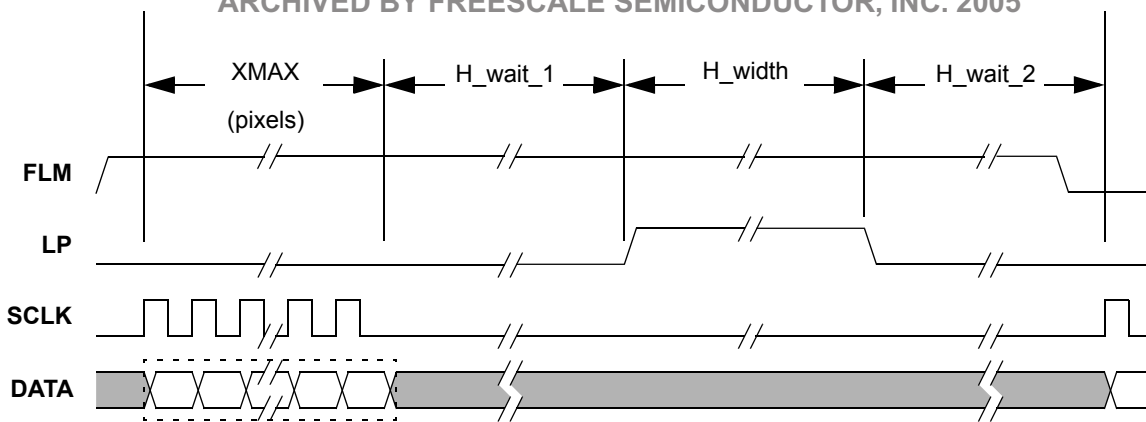 ARCHIVED BY FREESCALE SEMICONDUCTOR, INC. 2005
XMAX H_wait_1 H_width H_wait_2
(pixels)
FLM
LP
SCLK
DATA